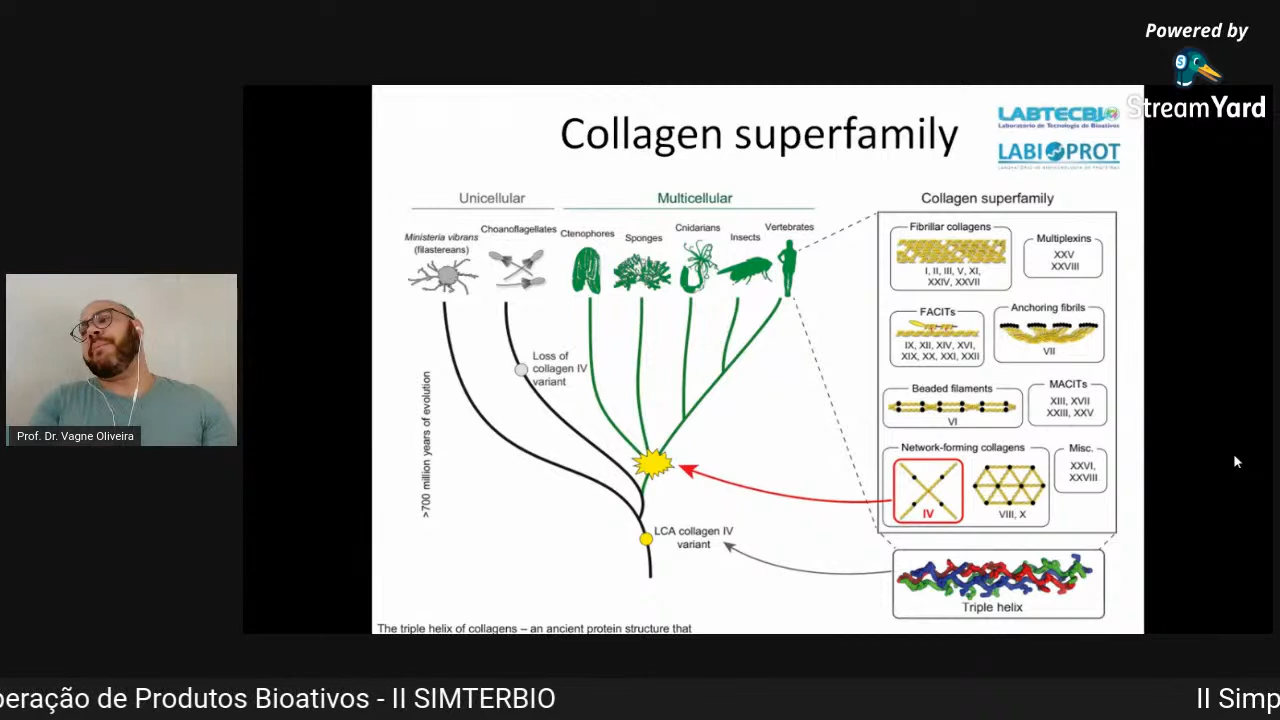 Powered by
StreamYard
Collagen superfamily
LABTECBIO
Laboratório de Tecnologia de Bioativos
LABIOPROT
Unicellular
Multicellular
Collagen superfamily
Ministeria vibrans
(filastereans)
Choanoflagellates
Ctenophores
Sponges
Cnidarians
Insects
Vertebrates
Fibrillar collagens
I, II, III, V, XI,
XXIV, XXVII
Multiplexins
XXV
XXVIII
FACITs
IX, XII, XIV, XVI,
XIX, XX, XXI, XXII
Anchoring fibrils
VII
Loss of
collagen IV
variant
>700 million years of evolution
Beaded filaments
VI
MACITs
XIII, XVII
XXIII, XXV
Network-forming collagens
IV
VIII, X
Misc.
XXVI,
XXVIII
LCA collagen IV
variant
Triple helix
The triple helix of collagens – an ancient protein structure that
Prof. Dr. Vagne Oliveira
peração de Produtos Bioativos - II SIMTERBIO
II Simp